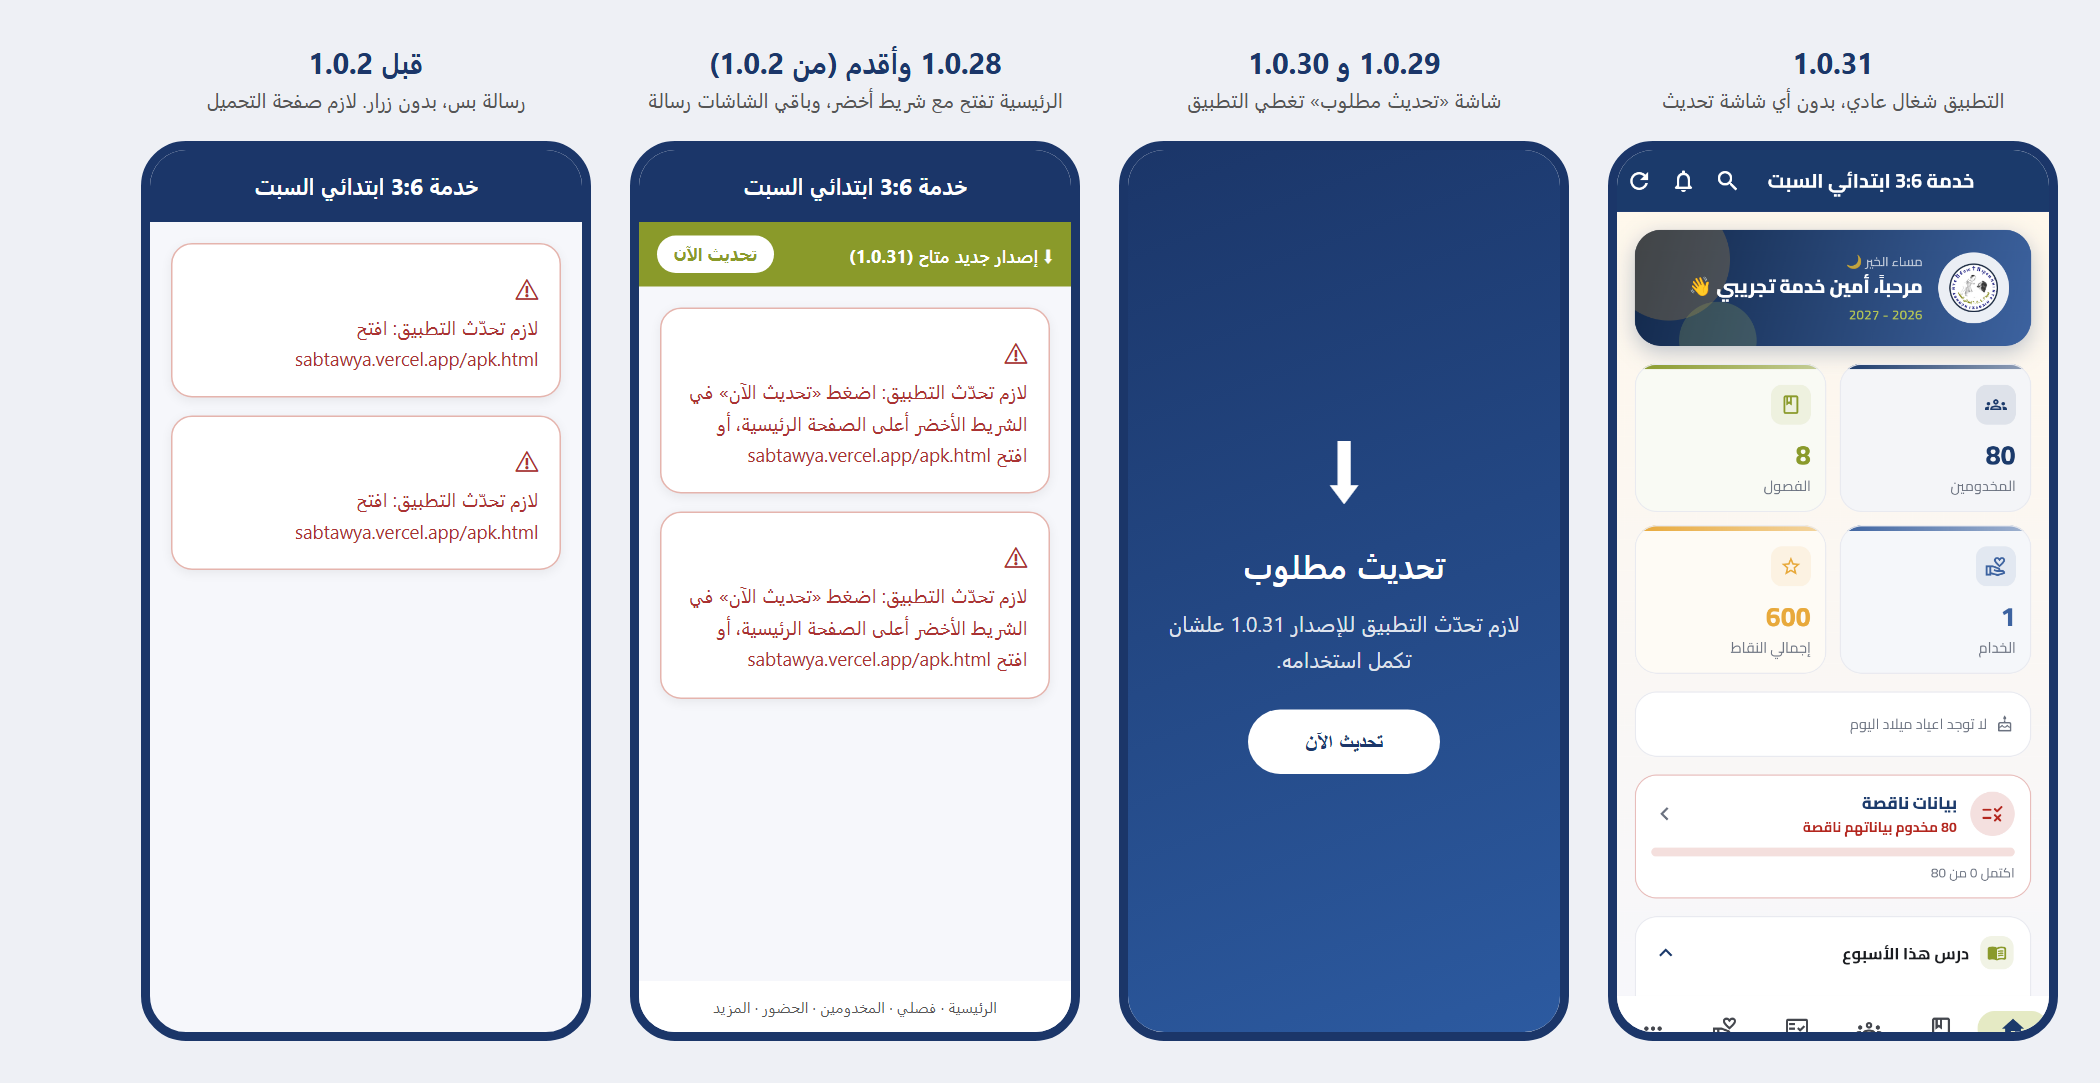 1.0.31
التطبيق شغال عادي، بدون أي شاشة تحديث
خدمة 3:6 ابتدائي السبت
مساء الخير 🌙
مرحباً، أمين خدمة تجريبي 👋
2026 - 2027
80
المخدومين
8
الفصول
1
الخدام
600
إجمالي النقاط
لا توجد اعياد ميلاد اليوم
بيانات ناقصة
80 مخدوم بياناتهم ناقصة
اكتمل 0 من 80
درس هذا الأسبوع
1.0.29 و 1.0.30
شاشة «تحديث مطلوب» تغطي التطبيق
تحديث مطلوب
لازم تحدّث التطبيق للإصدار 1.0.31 علشان
تكمل استخدامه.
تحديث الآن
1.0.28 وأقدم (من 1.0.2)
الرئيسية تفتح مع شريط أخضر، وباقي الشاشات رسالة
خدمة 3:6 ابتدائي السبت
⬇ إصدار جديد متاح (1.0.31)
تحديث الآن
⚠
لازم تحدّث التطبيق: اضغط «تحديث الآن» في
الشريط الأخضر أعلى الصفحة الرئيسية، أو
افتح sabtawya.vercel.app/apk.html
⚠
لازم تحدّث التطبيق: اضغط «تحديث الآن» في
الشريط الأخضر أعلى الصفحة الرئيسية، أو
افتح sabtawya.vercel.app/apk.html
الرئيسية · فصلي · المخدومين · الحضور · المزيد
قبل 1.0.2
رسالة بس، بدون زرار. لازم صفحة التحميل
خدمة 3:6 ابتدائي السبت
⚠
لازم تحدّث التطبيق: افتح
sabtawya.vercel.app/apk.html
⚠
لازم تحدّث التطبيق: افتح
sabtawya.vercel.app/apk.html